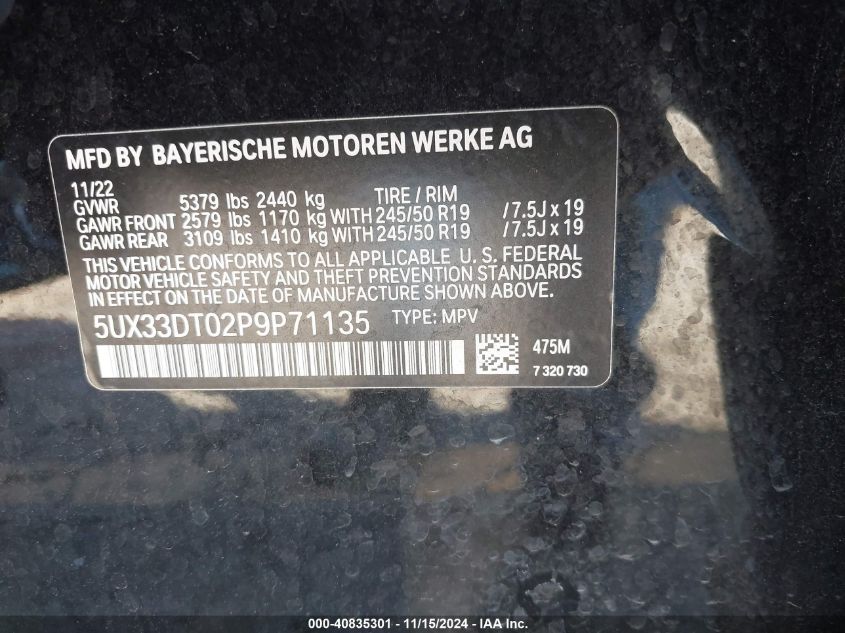 MFD BY BAYERISCHE MOTOREN WERKE AG
11/22
GVWR 5379 lbs 2440 kg TIRE / RIM
GAWR FRONT 2579 lbs 1170 kg WITH 245/50 R19 /7.5J x 19
GAWR REAR 3109 lbs 1410 kg WITH 245/50 R19 /7.5J x 19
THIS VEHICLE CONFORMS TO ALL APPLICABLE U. S. FEDERAL
MOTOR VEHICLE SAFETY AND THEFT PREVENTION STANDARDS
IN EFFECT ON THE DATE OF MANUFACTURE SHOWN ABOVE.
5UX33DT02P9P71135 TYPE: MPV
475M
7 320 730
000-40835301 - 11/15/2024 - IAA Inc.